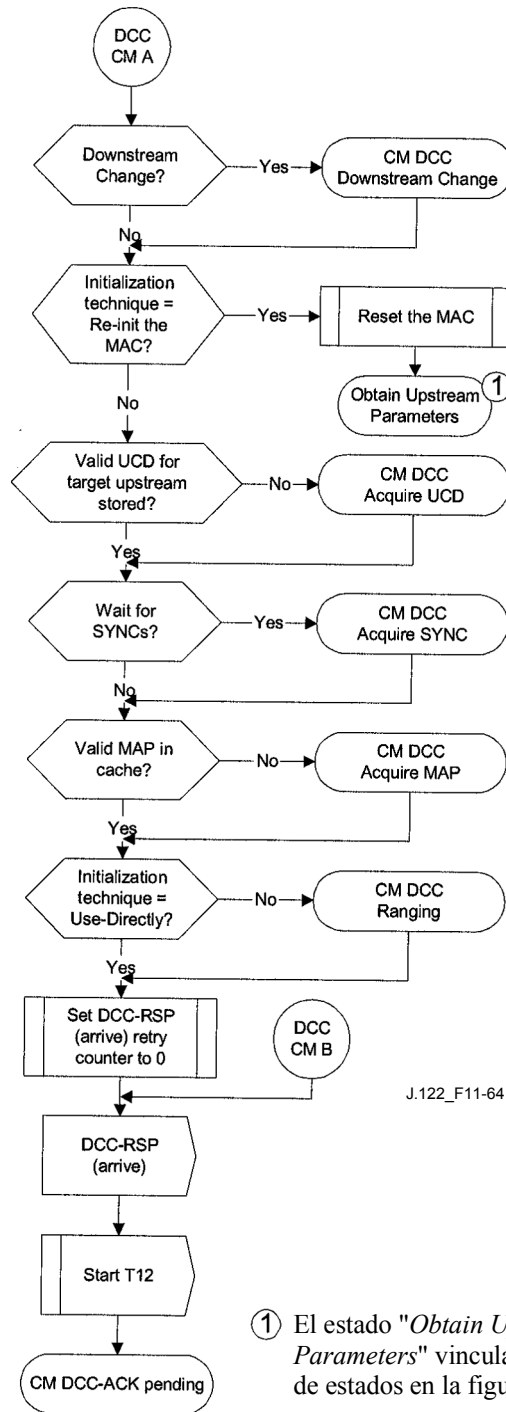 DCC
CM A
Downstream
Change?
Yes
CM DCC
Downstream Change
No
Initialization
technique =
Re-init the
MAC?
Yes
Reset the MAC
No
Obtain Upstream
Parameters
1
Valid UCD for
target upstream
stored?
No
CM DCC
Acquire UCD
Yes
Wait for
SYNCs?
Yes
CM DCC
Acquire SYNC
No
Valid MAP in
cache?
No
CM DCC
Acquire MAP
Yes
Initialization
technique =
Use-Directly?
No
CM DCC
Ranging
Yes
Set DCC-RSP
(arrive) retry
counter to 0
DCC
CM B
J.122_F11-64
DCC-RSP
(arrive)
Start T12
CM DCC-ACK pending
1 El estado "Obtain U
Parameters" vincula
de estados en la figu